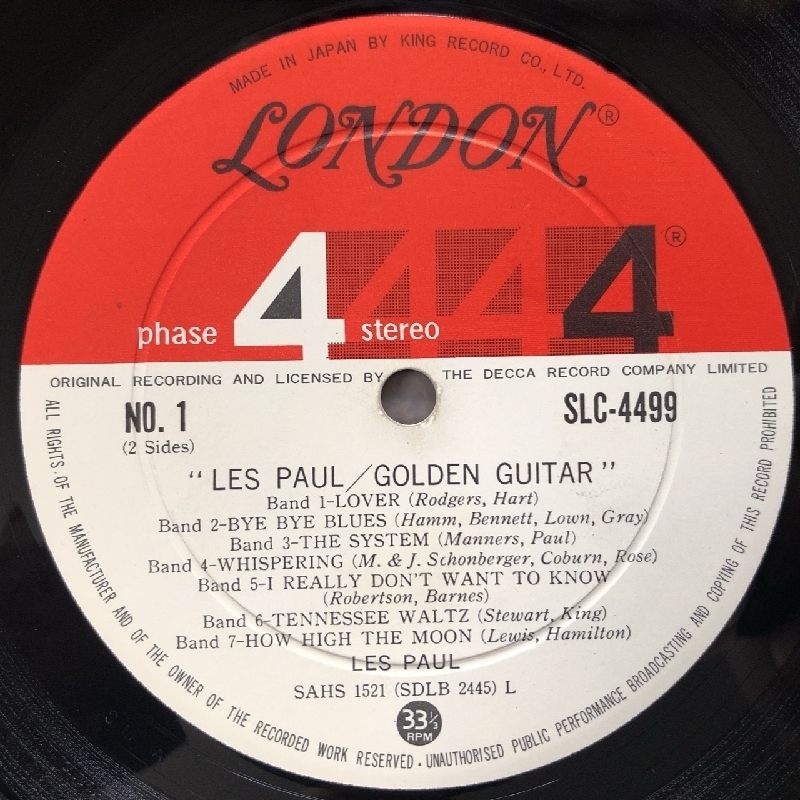 MADE IN JAPAN BY KING RECORD CO., LTD.
LONDON®
phase 4 stereo 4 4 4®
ORIGINAL RECORDING AND LICENSED BY THE DECCA RECORD COMPANY LIMITED
NO. 1
(2 Sides)
SLC-4499
"LES PAUL/GOLDEN GUITAR"
Band 1-LOVER (Rodgers, Hart)
Band 2-BYE BYE BLUES (Hamm, Bennett, Lown, Gray)
Band 3-THE SYSTEM (Manners, Paul)
Band 4-WHISPERING (M. & J. Schonberger, Coburn, Rose)
Band 5-I REALLY DON'T WANT TO KNOW
(Robertson, Barnes)
Band 6-TENNESSEE WALTZ (Stewart, King)
Band 7-HOW HIGH THE MOON (Lewis, Hamilton)
LES PAUL
SAHS 1521 (SDLB 2445) L
33⅓
RPM
ALL RIGHTS. OF THE MANUFACTURER AND OF THE OWNER OF THE RECORDED WORK RESERVED. UNAUTHORISED PUBLIC PERFORMANCE BROADCASTING AND COPYING OF THIS RECORD PROHIBITED